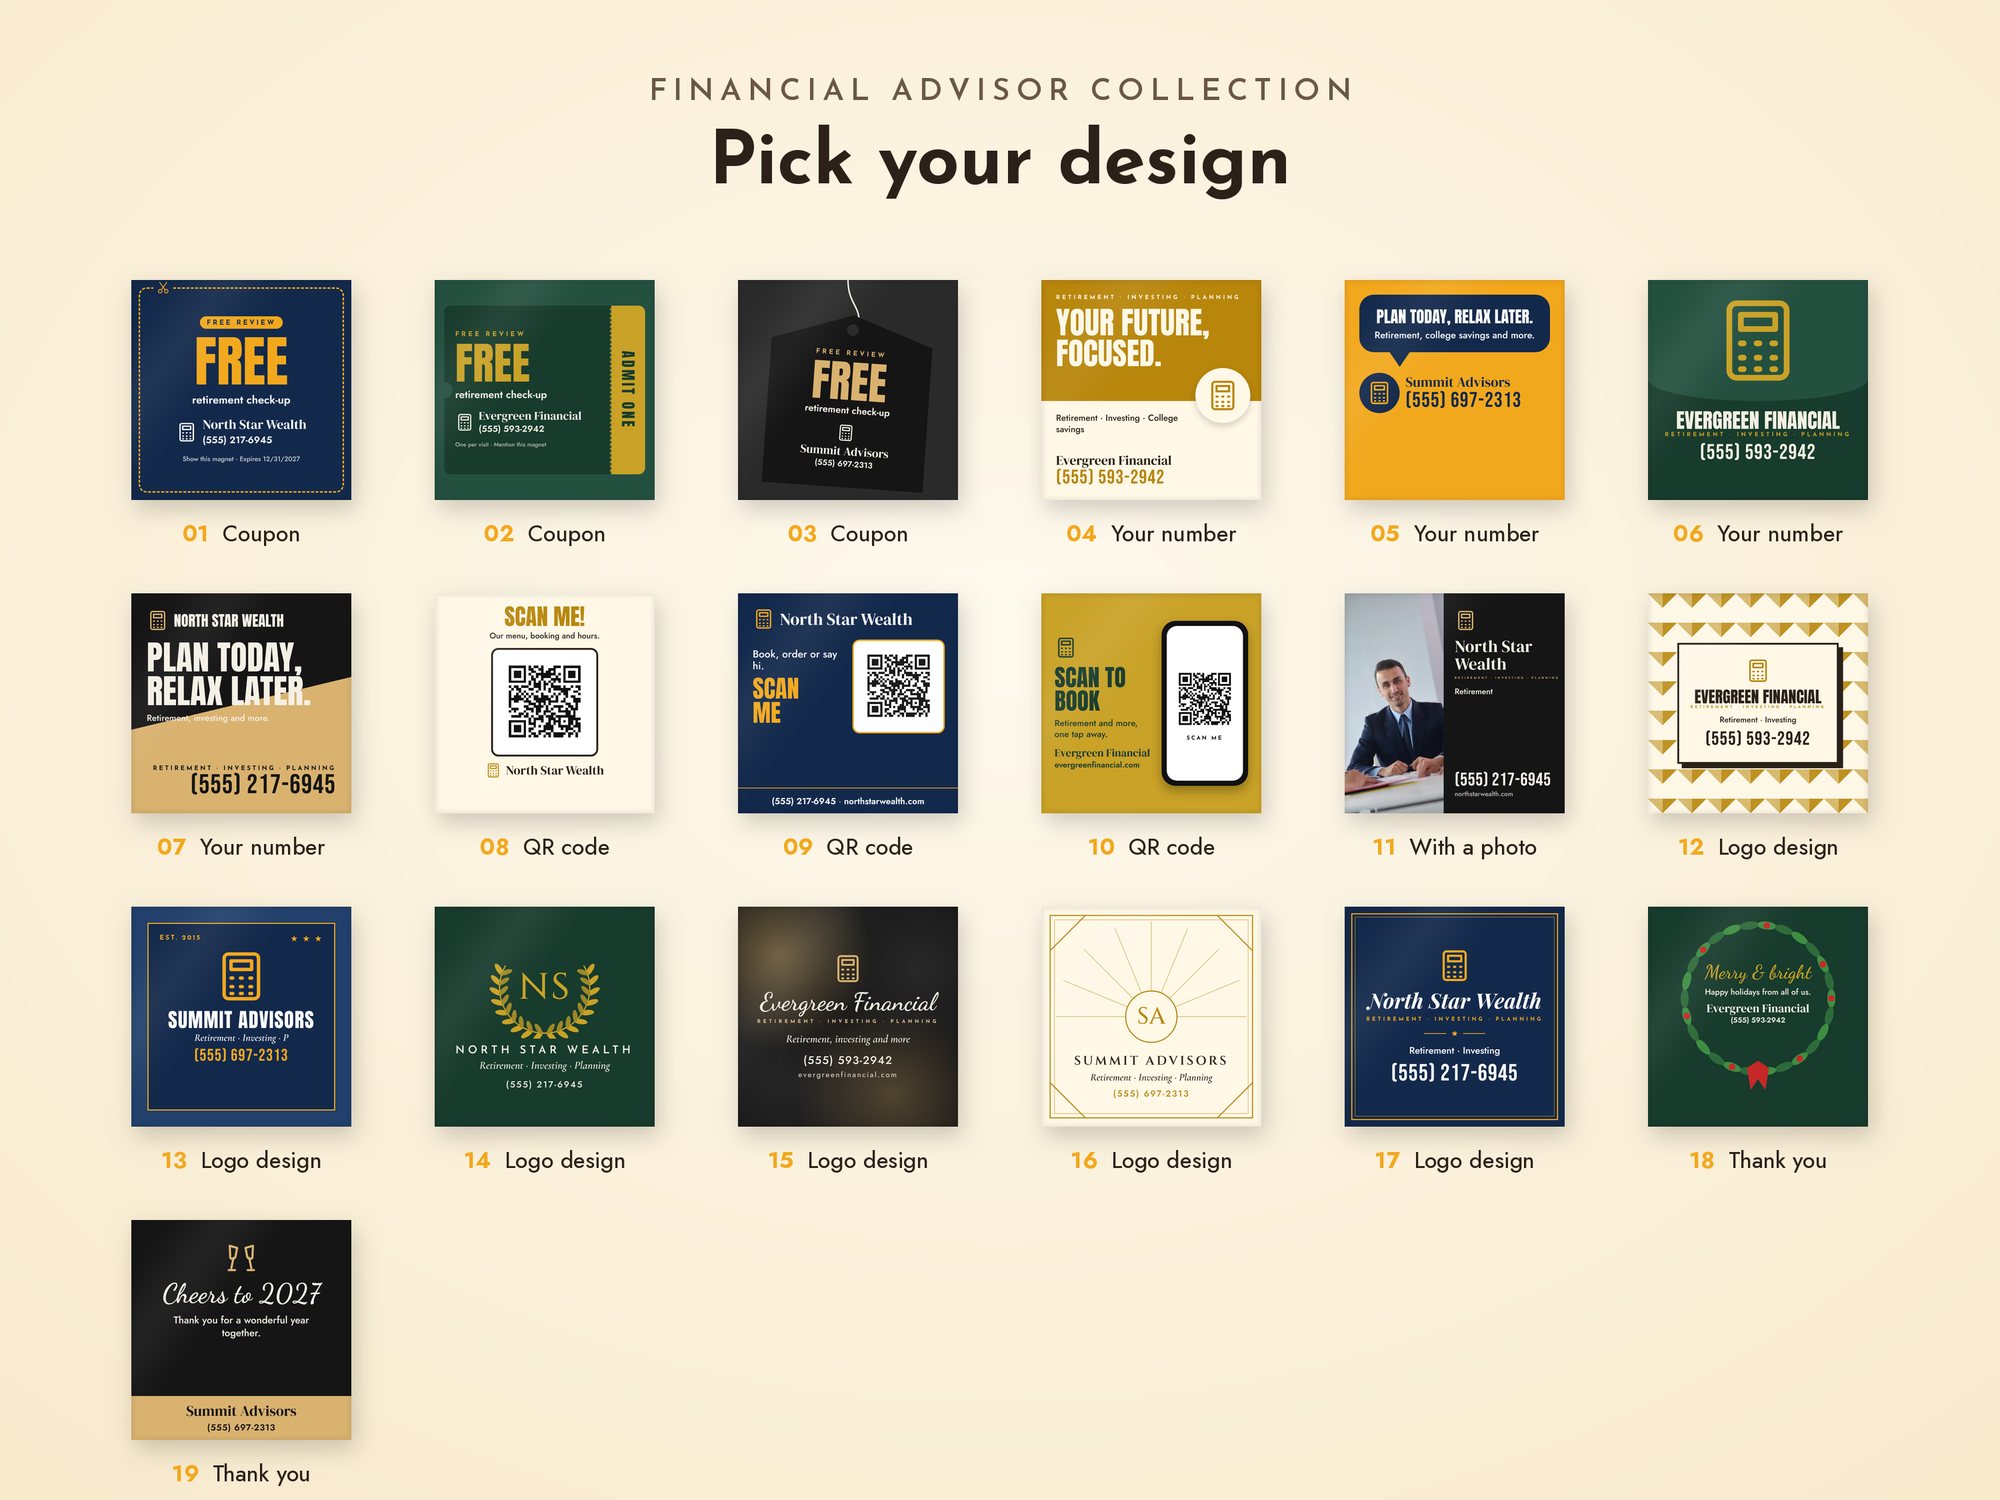 FINANCIAL ADVISOR COLLECTION
Pick your design
FREE REVIEW
FREE
retirement check-up
North Star Wealth
(555) 217-6945
Show this magnet · Expires 12/31/2027
01 Coupon
FREE REVIEW
FREE
retirement check-up
Evergreen Financial
(555) 593-2942
One per visit · Mention this magnet
ADMIT ONE
02 Coupon
FREE REVIEW
FREE
retirement check-up
Summit Advisors
(555) 697-2313
03 Coupon
RETIREMENT · INVESTING · PLANNING
YOUR FUTURE,
FOCUSED.
Retirement · Investing · College
savings
Evergreen Financial
(555) 593-2942
04 Your number
PLAN TODAY, RELAX LATER.
Retirement, college savings and more.
Summit Advisors
(555) 697-2313
05 Your number
EVERGREEN FINANCIAL
RETIREMENT · INVESTING · PLANNING
(555) 593-2942
06 Your number
NORTH STAR WEALTH
PLAN TODAY,
RELAX LATER.
Retirement, investing and more.
RETIREMENT · INVESTING · PLANNING
(555) 217-6945
07 Your number
SCAN ME!
Our menu, booking and hours.
North Star Wealth
08 QR code
North Star Wealth
Book, order or say
hi.
SCAN
ME
(555) 217-6945 · northstarwealth.com
09 QR code
SCAN TO
BOOK
Retirement and more,
one tap away.
Evergreen Financial
evergreenfinancial.com
SCAN ME
10 QR code
North Star
Wealth
RETIREMENT · INVESTING · PLANNING
Retirement
(555) 217-6945
northstarwealth.com
11 With a photo
EVERGREEN FINANCIAL
RETIREMENT · INVESTING · PLANNING
Retirement · Investing
(555) 593-2942
12 Logo design
EST. 2015
SUMMIT ADVISORS
Retirement · Investing · P
(555) 697-2313
13 Logo design
NS
NORTH STAR WEALTH
Retirement · Investing · Planning
(555) 217-6945
14 Logo design
Evergreen Financial
RETIREMENT · INVESTING · PLANNING
Retirement, investing and more
(555) 593-2942
evergreenfinancial.com
15 Logo design
SA
SUMMIT ADVISORS
Retirement · Investing · Planning
(555) 697-2313
16 Logo design
North Star Wealth
RETIREMENT · INVESTING · PLANNING
Retirement · Investing
(555) 217-6945
17 Logo design
Merry & bright
Happy holidays from all of us.
Evergreen Financial
(555) 593-2942
18 Thank you
Cheers to 2027
Thank you for a wonderful year
together.
Summit Advisors
(555) 697-2313
19 Thank you